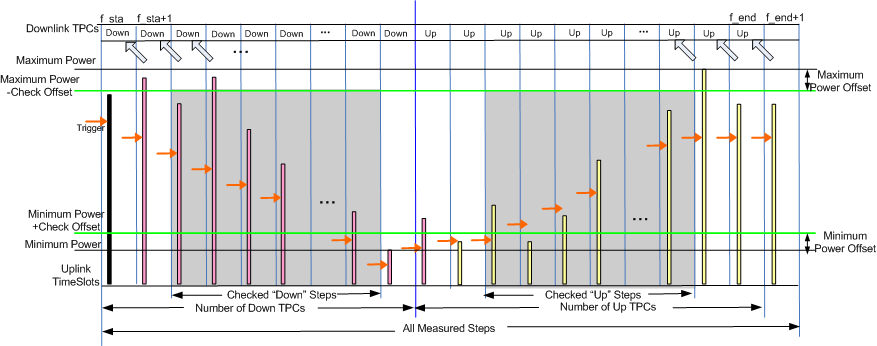 f_sta f_sta+1 f_end f_end+1
Downlink TPCs Down Down Down Down Down Down ... Down Down Up Up Up Up Up Up ... Up Up Up Up
...
Maximum Power
Maximum Power
-Check Offset
Maximum
Power Offset
Trigger
...
...
Minimum Power
+Check Offset
Minimum Power
Minimum
Power Offset
Uplink
TimeSlots
Checked "Down" Steps
Checked "Up" Steps
Number of Down TPCs
Number of Up TPCs
All Measured Steps